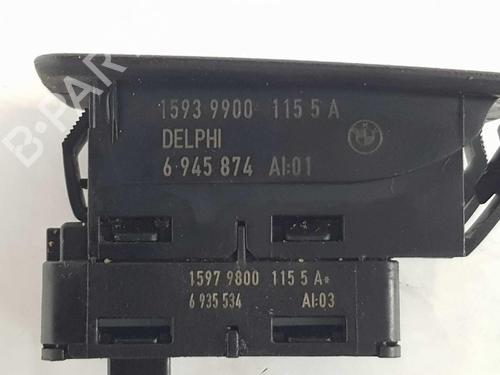 B-PARTS
1593 9900 115 5 A
DELPHI
6 945 874 AI:01
1597 9800 115 5 A*
6 935 534 AI:03